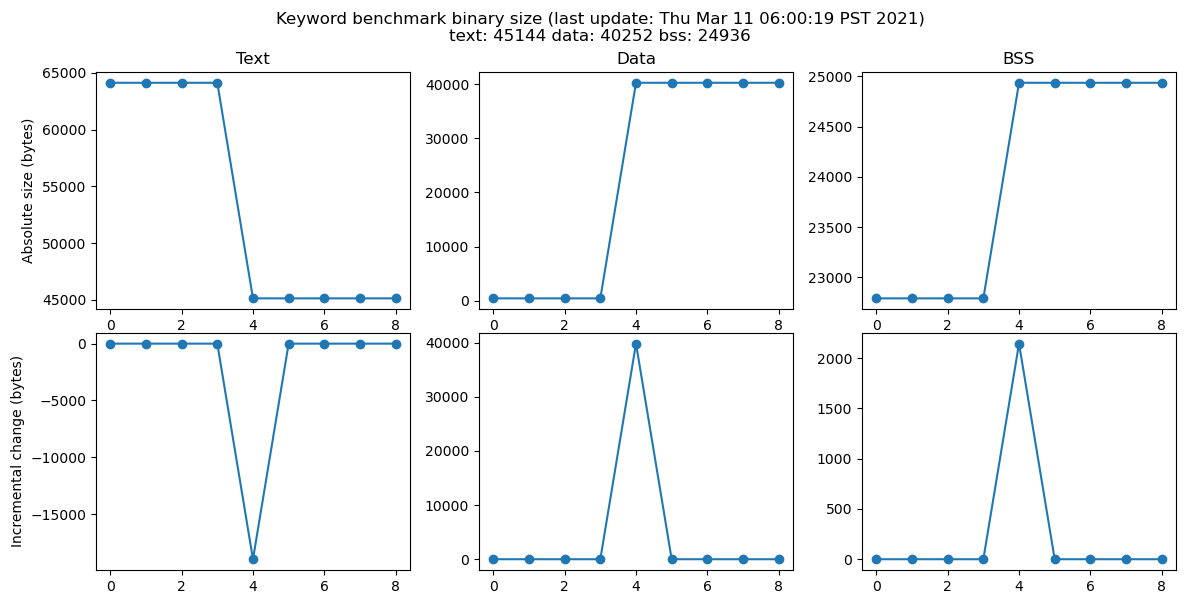 Keyword benchmark binary size (last update: Thu Mar 11 06:00:19 PST 2021)
text: 45144 data: 40252 bss: 24936
Text
Data
BSS
Absolute size (bytes)
65000
60000
55000
50000
45000
0 2 4 6 8
40000
30000
20000
10000
0
0 2 4 6 8
25000
24500
24000
23500
23000
0 2 4 6 8
Incremental change (bytes)
0
−5000
−10000
−15000
0 2 4 6 8
40000
30000
20000
10000
0
0 2 4 6 8
2000
1500
1000
500
0
0 2 4 6 8